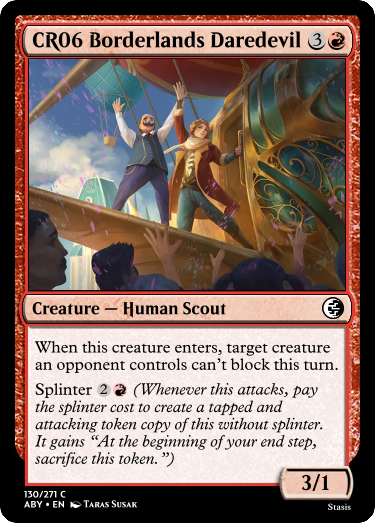 CR06 Borderlands Daredevil 3
Creature — Human Scout
When this creature enters, target creature
an opponent controls can't block this turn.
Splinter 2 (Whenever this attacks, pay
the splinter cost to create a tapped and
attacking token copy of this without splinter.
It gains “At the beginning of your end step,
sacrifice this token.”)
3/1
130/271 C
ABY • EN Taras Susak
Stasis